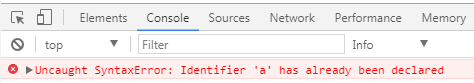 Elements Console Sources Network Performance Memory
top Filter Info
Uncaught SyntaxError: Identifier 'a' has already been declared